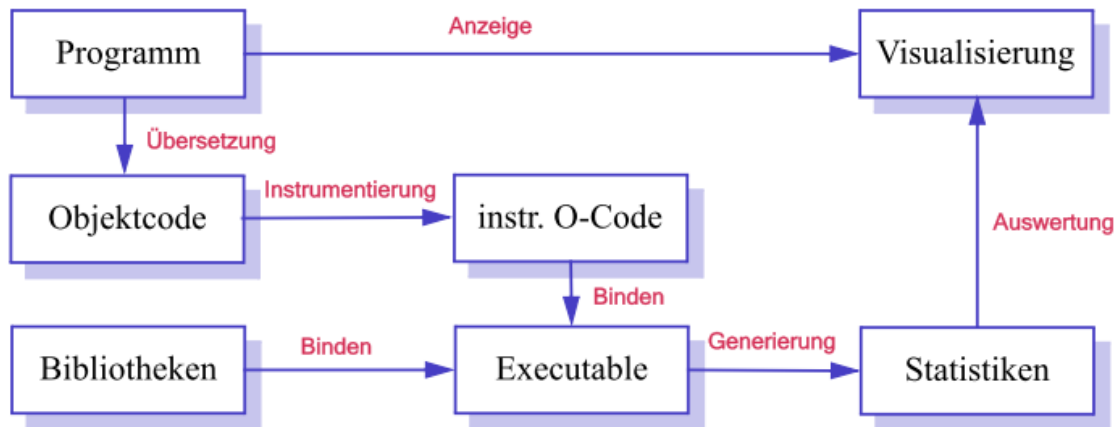 Anzeige
Programm
Visualisierung
Übersetzung
Instrumentierung
Objektcode
instr. O-Code
Auswertung
Binden
Binden
Generierung
Bibliotheken
Executable
Statistiken